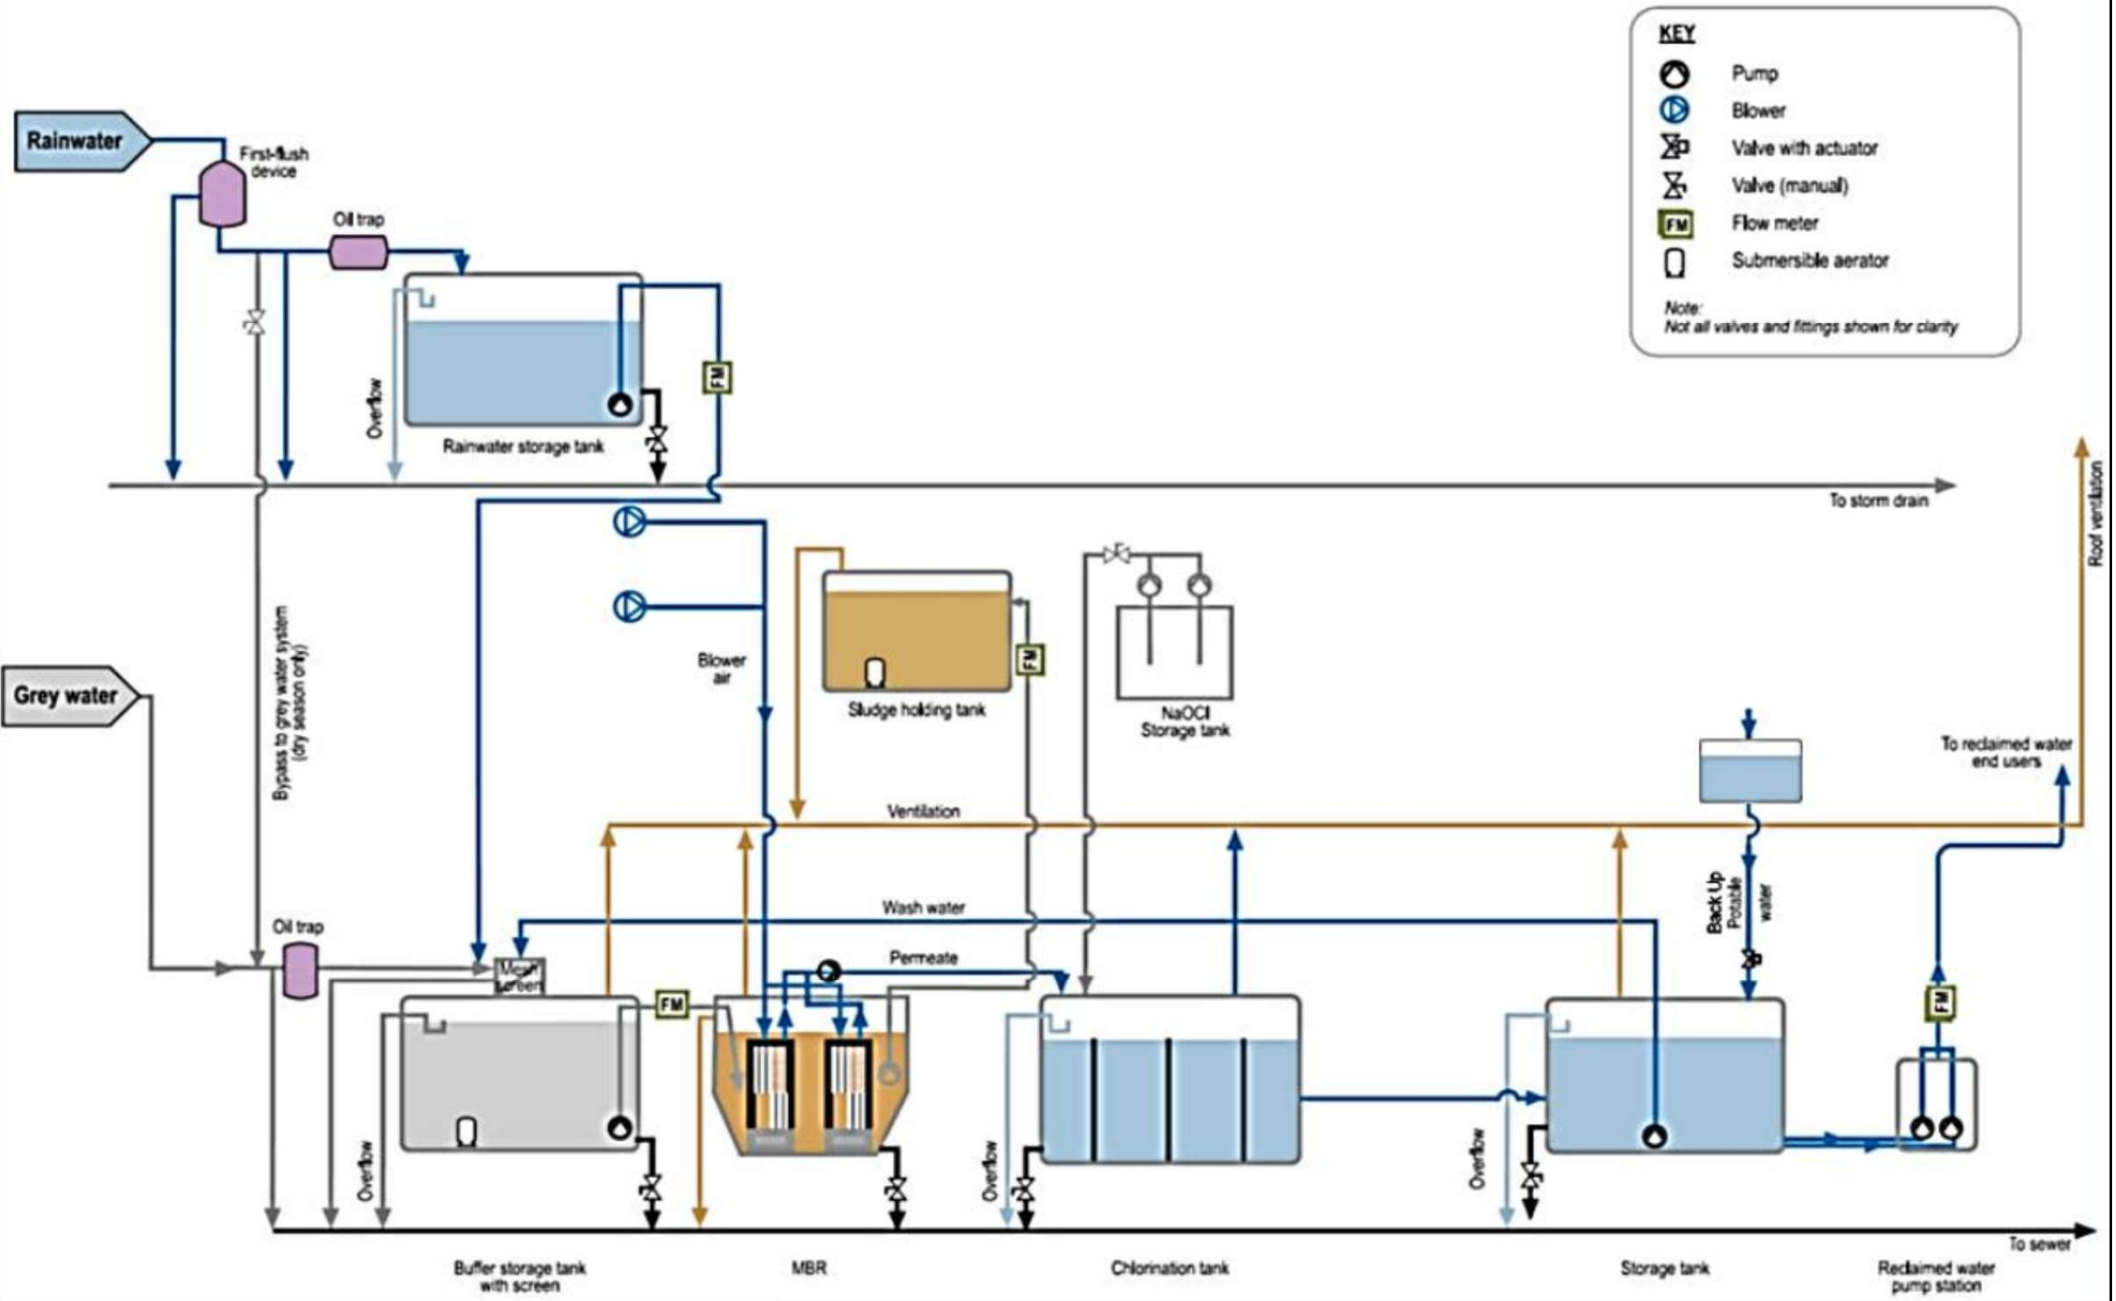 KEY
Pump
Blower
Valve with actuator
Valve (manual)
FM
Flow meter
Submersible aerator
Note:
Not all valves and fittings shown for clarity
Rainwater
First-flush
device
Oil trap
Overflow
FM
Rainwater storage tank
To storm drain
Roof ventilation
Bypass to grey water system
(dry season only)
Blower
air
FM
Sludge holding tank
NaOCl
Storage tank
Grey water
To reclaimed water
end users
Ventilation
Back Up
Potable
water
Wash water
Oil trap
Permeate
Mesh
screen
FM
FM
Overflow
Overflow
Overflow
To sewer
Buffer storage tank
with screen
MBR
Chlorination tank
Storage tank
Reclaimed water
pump station